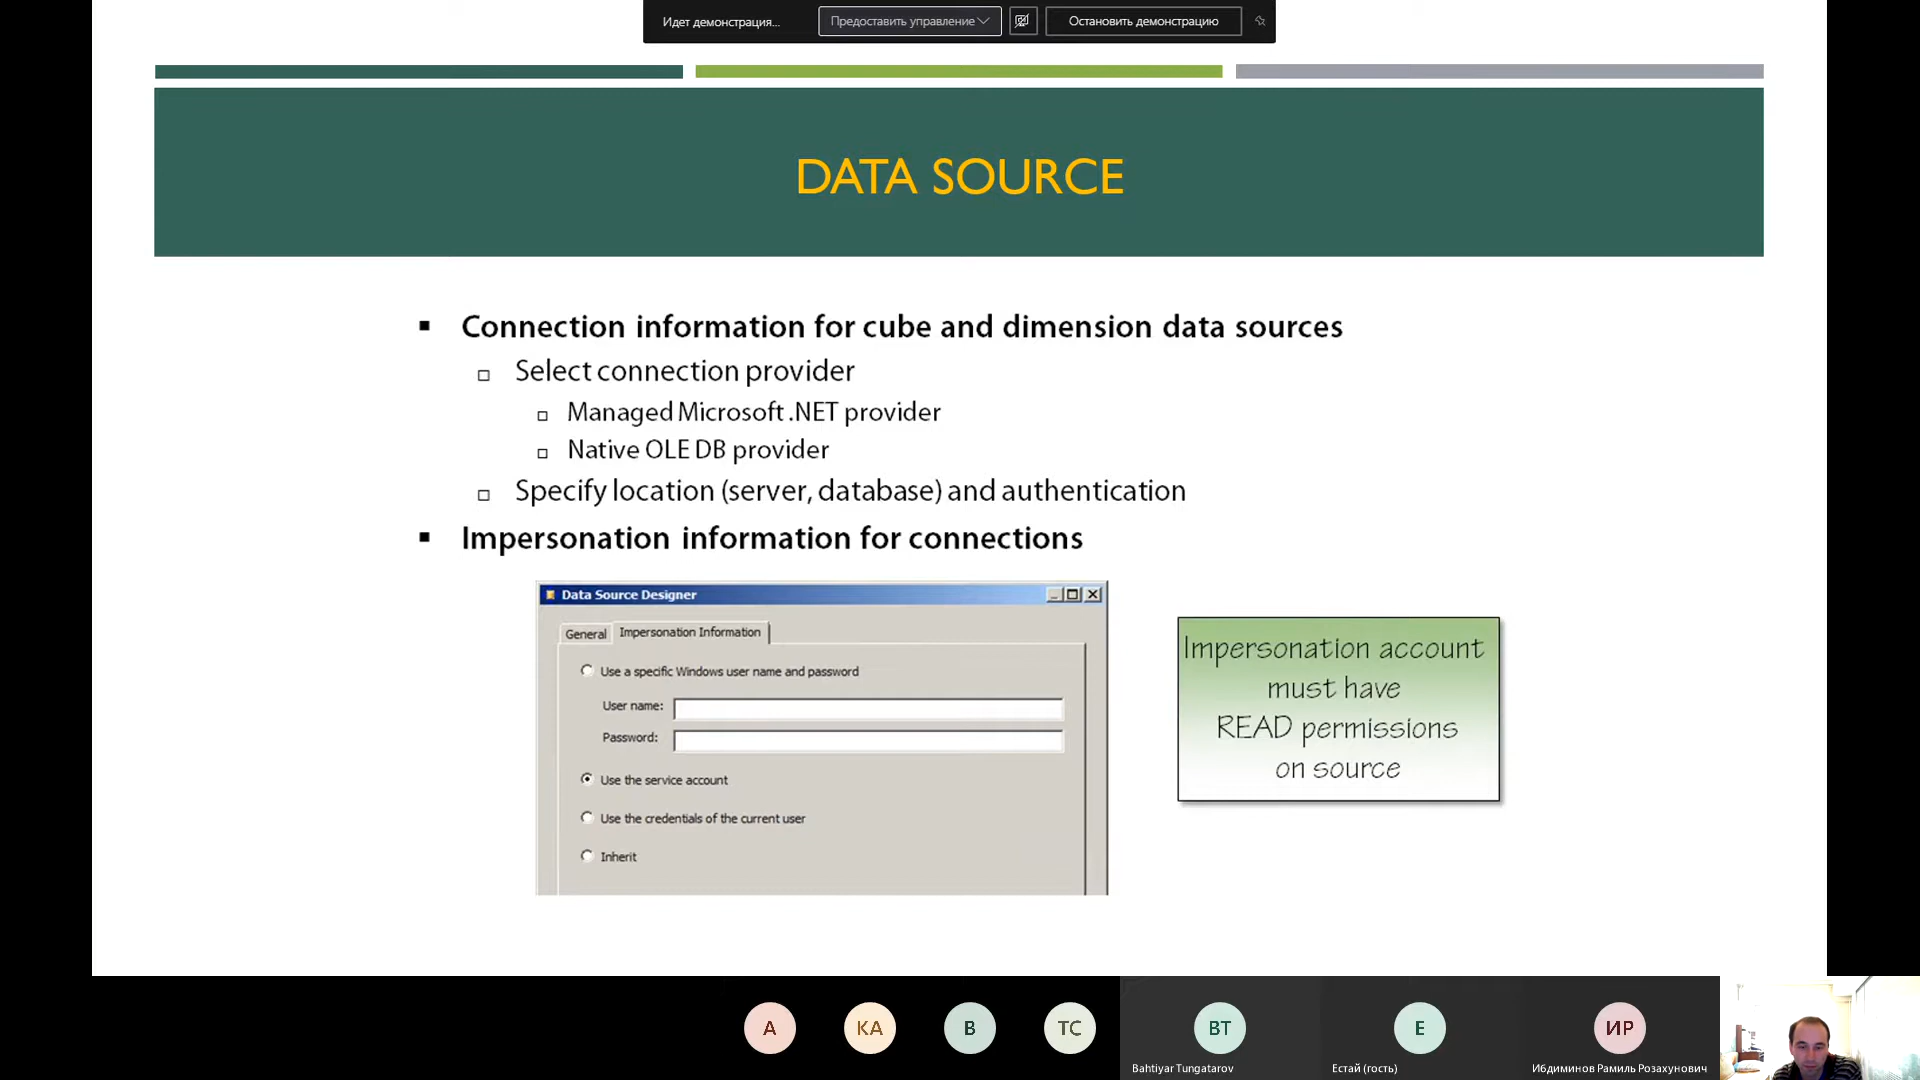 Идет демонстрация...
Предоставить управление
Остановить демонстрацию
DATA SOURCE
Connection information for cube and dimension data sources
Select connection provider
Managed Microsoft .NET provider
Native OLE DB provider
Specify location (server, database) and authentication
Impersonation information for connections
Data Source Designer
General
Impersonation Information
Use a specific Windows user name and password
User name:
Password:
Use the service account
Use the credentials of the current user
Inherit
Impersonation account
must have
READ permissions
on source
A
KA
B
TC
BT
E
ИР
Bahtiyar Tungatarov
Естай (гость)
Ибдиминов Рамиль Розахунович